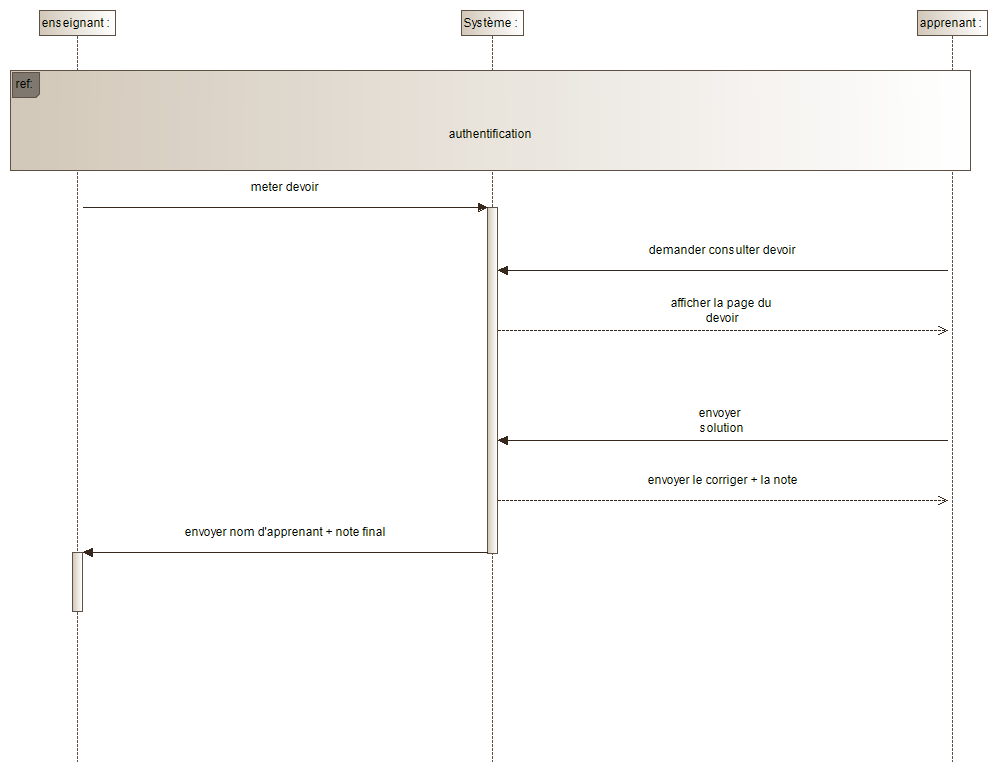 enseignant :
Système :
apprenant :
ref:
authentification
meter devoir
demander consulter devoir
afficher la page du
devoir
envoyer
solution
envoyer le corriger + la note
envoyer nom d'apprenant + note final